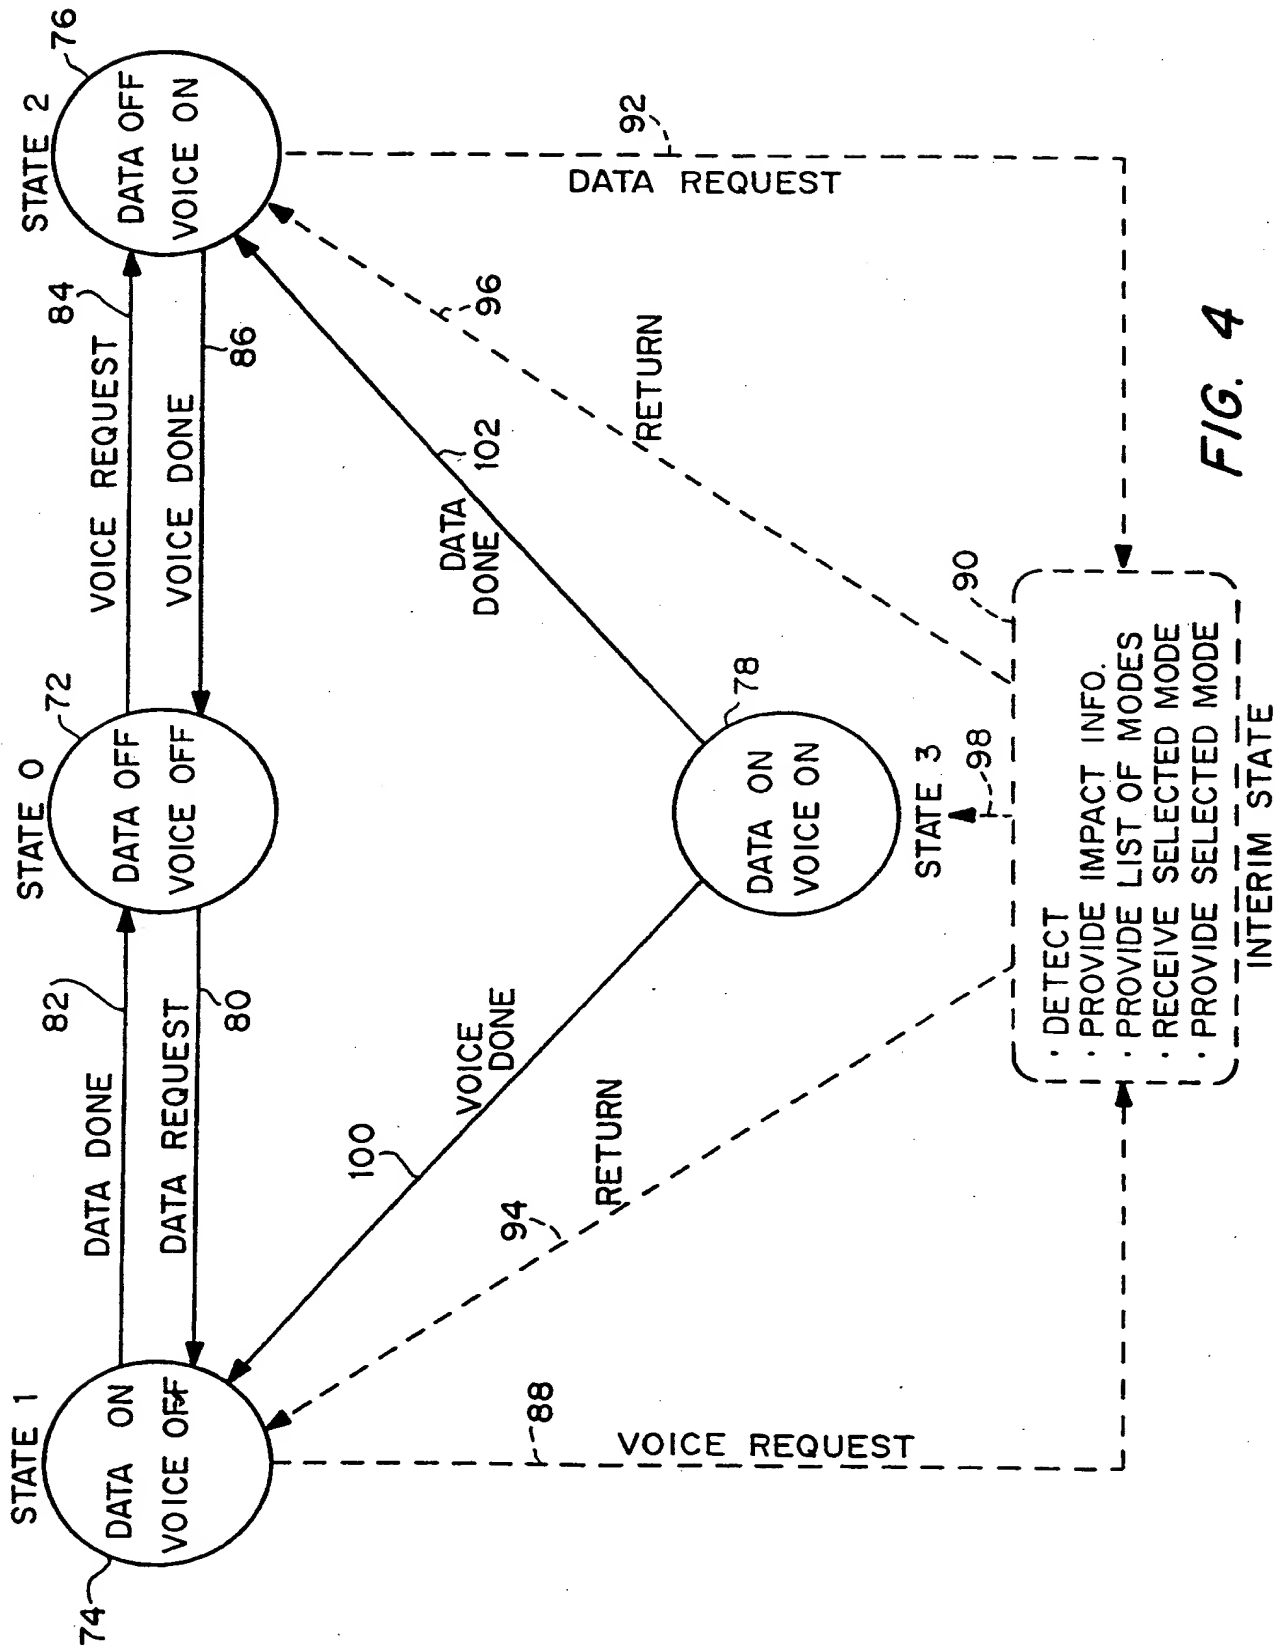 STATE 1
74
DATA ON
VOICE OFF
DATA DONE
82
DATA REQUEST
80
STATE 0
72
DATA OFF
VOICE OFF
VOICE REQUEST
84
VOICE DONE
86
STATE 2
76
DATA OFF
VOICE ON
100
VOICE
DONE
DATA
DONE
102
94
RETURN
96
RETURN
78
DATA ON
VOICE ON
STATE 3
98
88
VOICE REQUEST
92
DATA REQUEST
90
· DETECT
· PROVIDE IMPACT INFO.
· PROVIDE LIST OF MODES
· RECEIVE SELECTED MODE
· PROVIDE SELECTED MODE
INTERIM STATE
FIG. 4